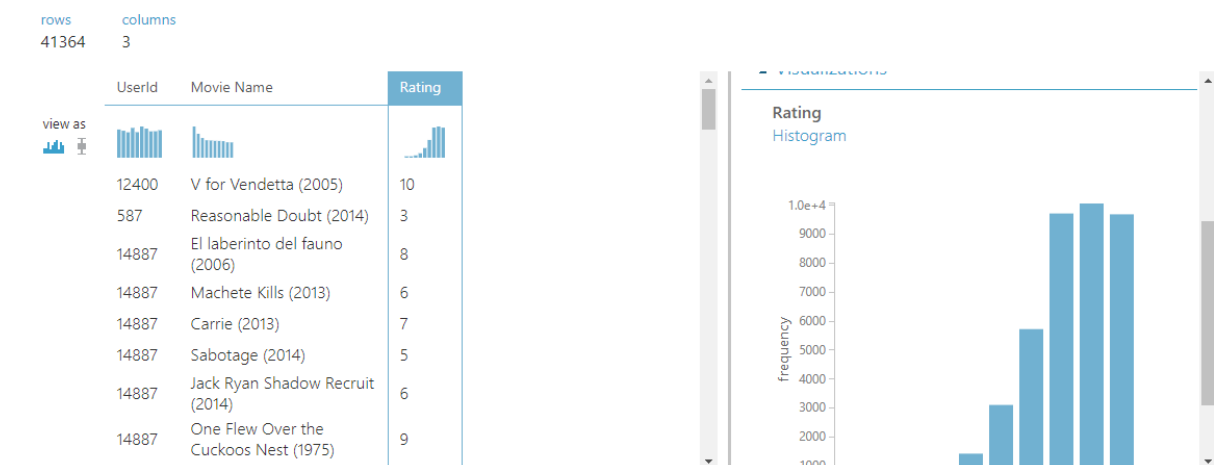 rows columns
41364 3
UserId Movie Name Rating
view as
12400 V for Vendetta (2005) 10
587 Reasonable Doubt (2014) 3
14887 El laberinto del fauno (2006) 8
14887 Machete Kills (2013) 6
14887 Carrie (2013) 7
14887 Sabotage (2014) 5
14887 Jack Ryan Shadow Recruit (2014) 6
14887 One Flew Over the Cuckoos Nest (1975) 9
Visualizations
Rating
Histogram
1.0e+4
9000
8000
7000
6000
5000
4000
3000
2000
1000
frequency